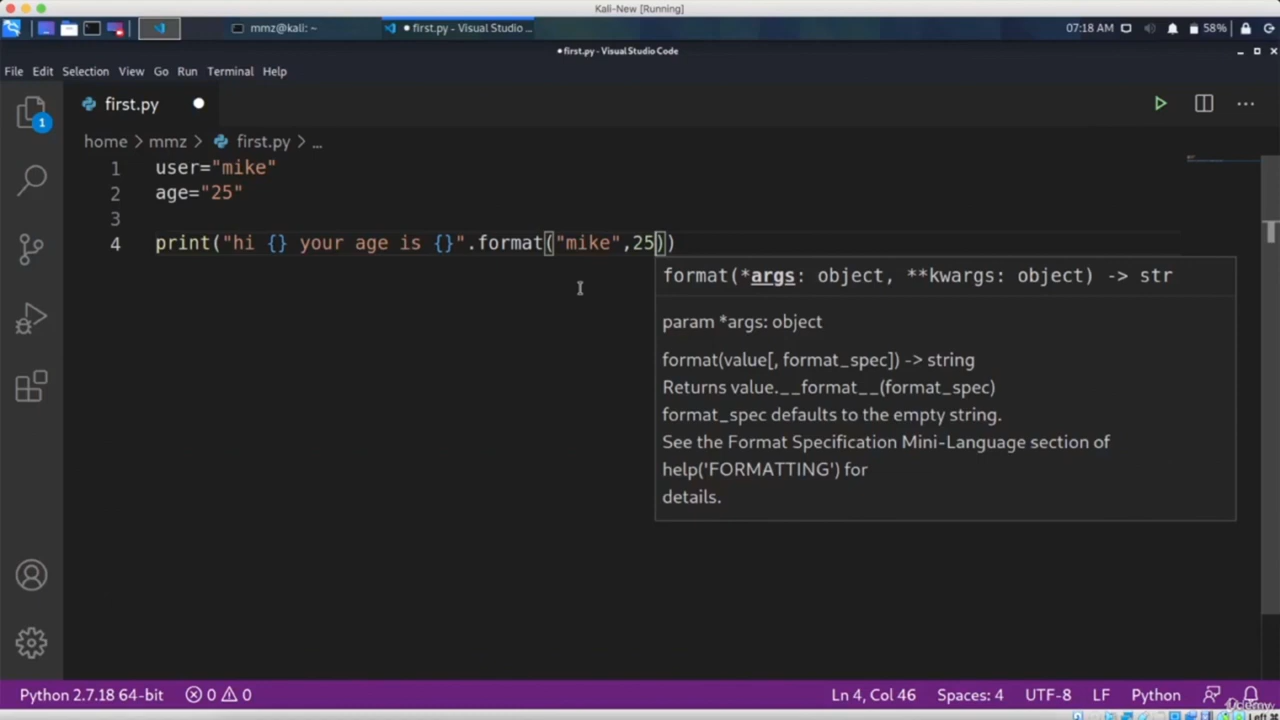 Kali-New [Running]
mmz@kali: ~
first.py - Visual Studio ...
07:18 AM
58%
first.py - Visual Studio Code
File Edit Selection View Go Run Terminal Help
first.py
1
home > mmz > first.py > ...
1 user="mike"
2 age="25"
3
4 print("hi {} your age is {}".format("mike",25))
format(*args: object, **kwargs: object) -> str
param *args: object
format(value[, format_spec]) -> string
Returns value.__format__(format_spec)
format_spec defaults to the empty string.
See the Format Specification Mini-Language section of
help('FORMATTING') for
details.
Python 2.7.18 64-bit
0 0
Ln 4, Col 46 Spaces: 4 UTF-8 LF Python
Udemy
Left ⌘